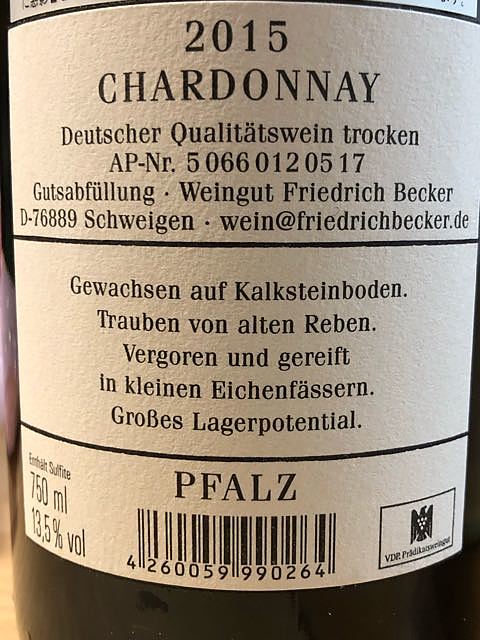 2015
CHARDONNAY
Deutscher Qualitätswein trocken
AP-Nr. 5 066 012 05 17
Gutsabfüllung · Weingut Friedrich Becker
D-76889 Schweigen · wein@friedrichbecker.de
Gewachsen auf Kalksteinboden.
Trauben von alten Reben.
Vergoren und gereift
in kleinen Eichenfässern.
Großes Lagerpotential.
Enthält Sulfite
750 ml
13,5 % vol
PFALZ
4 260059 990264
VDP. Prädikatsweingut